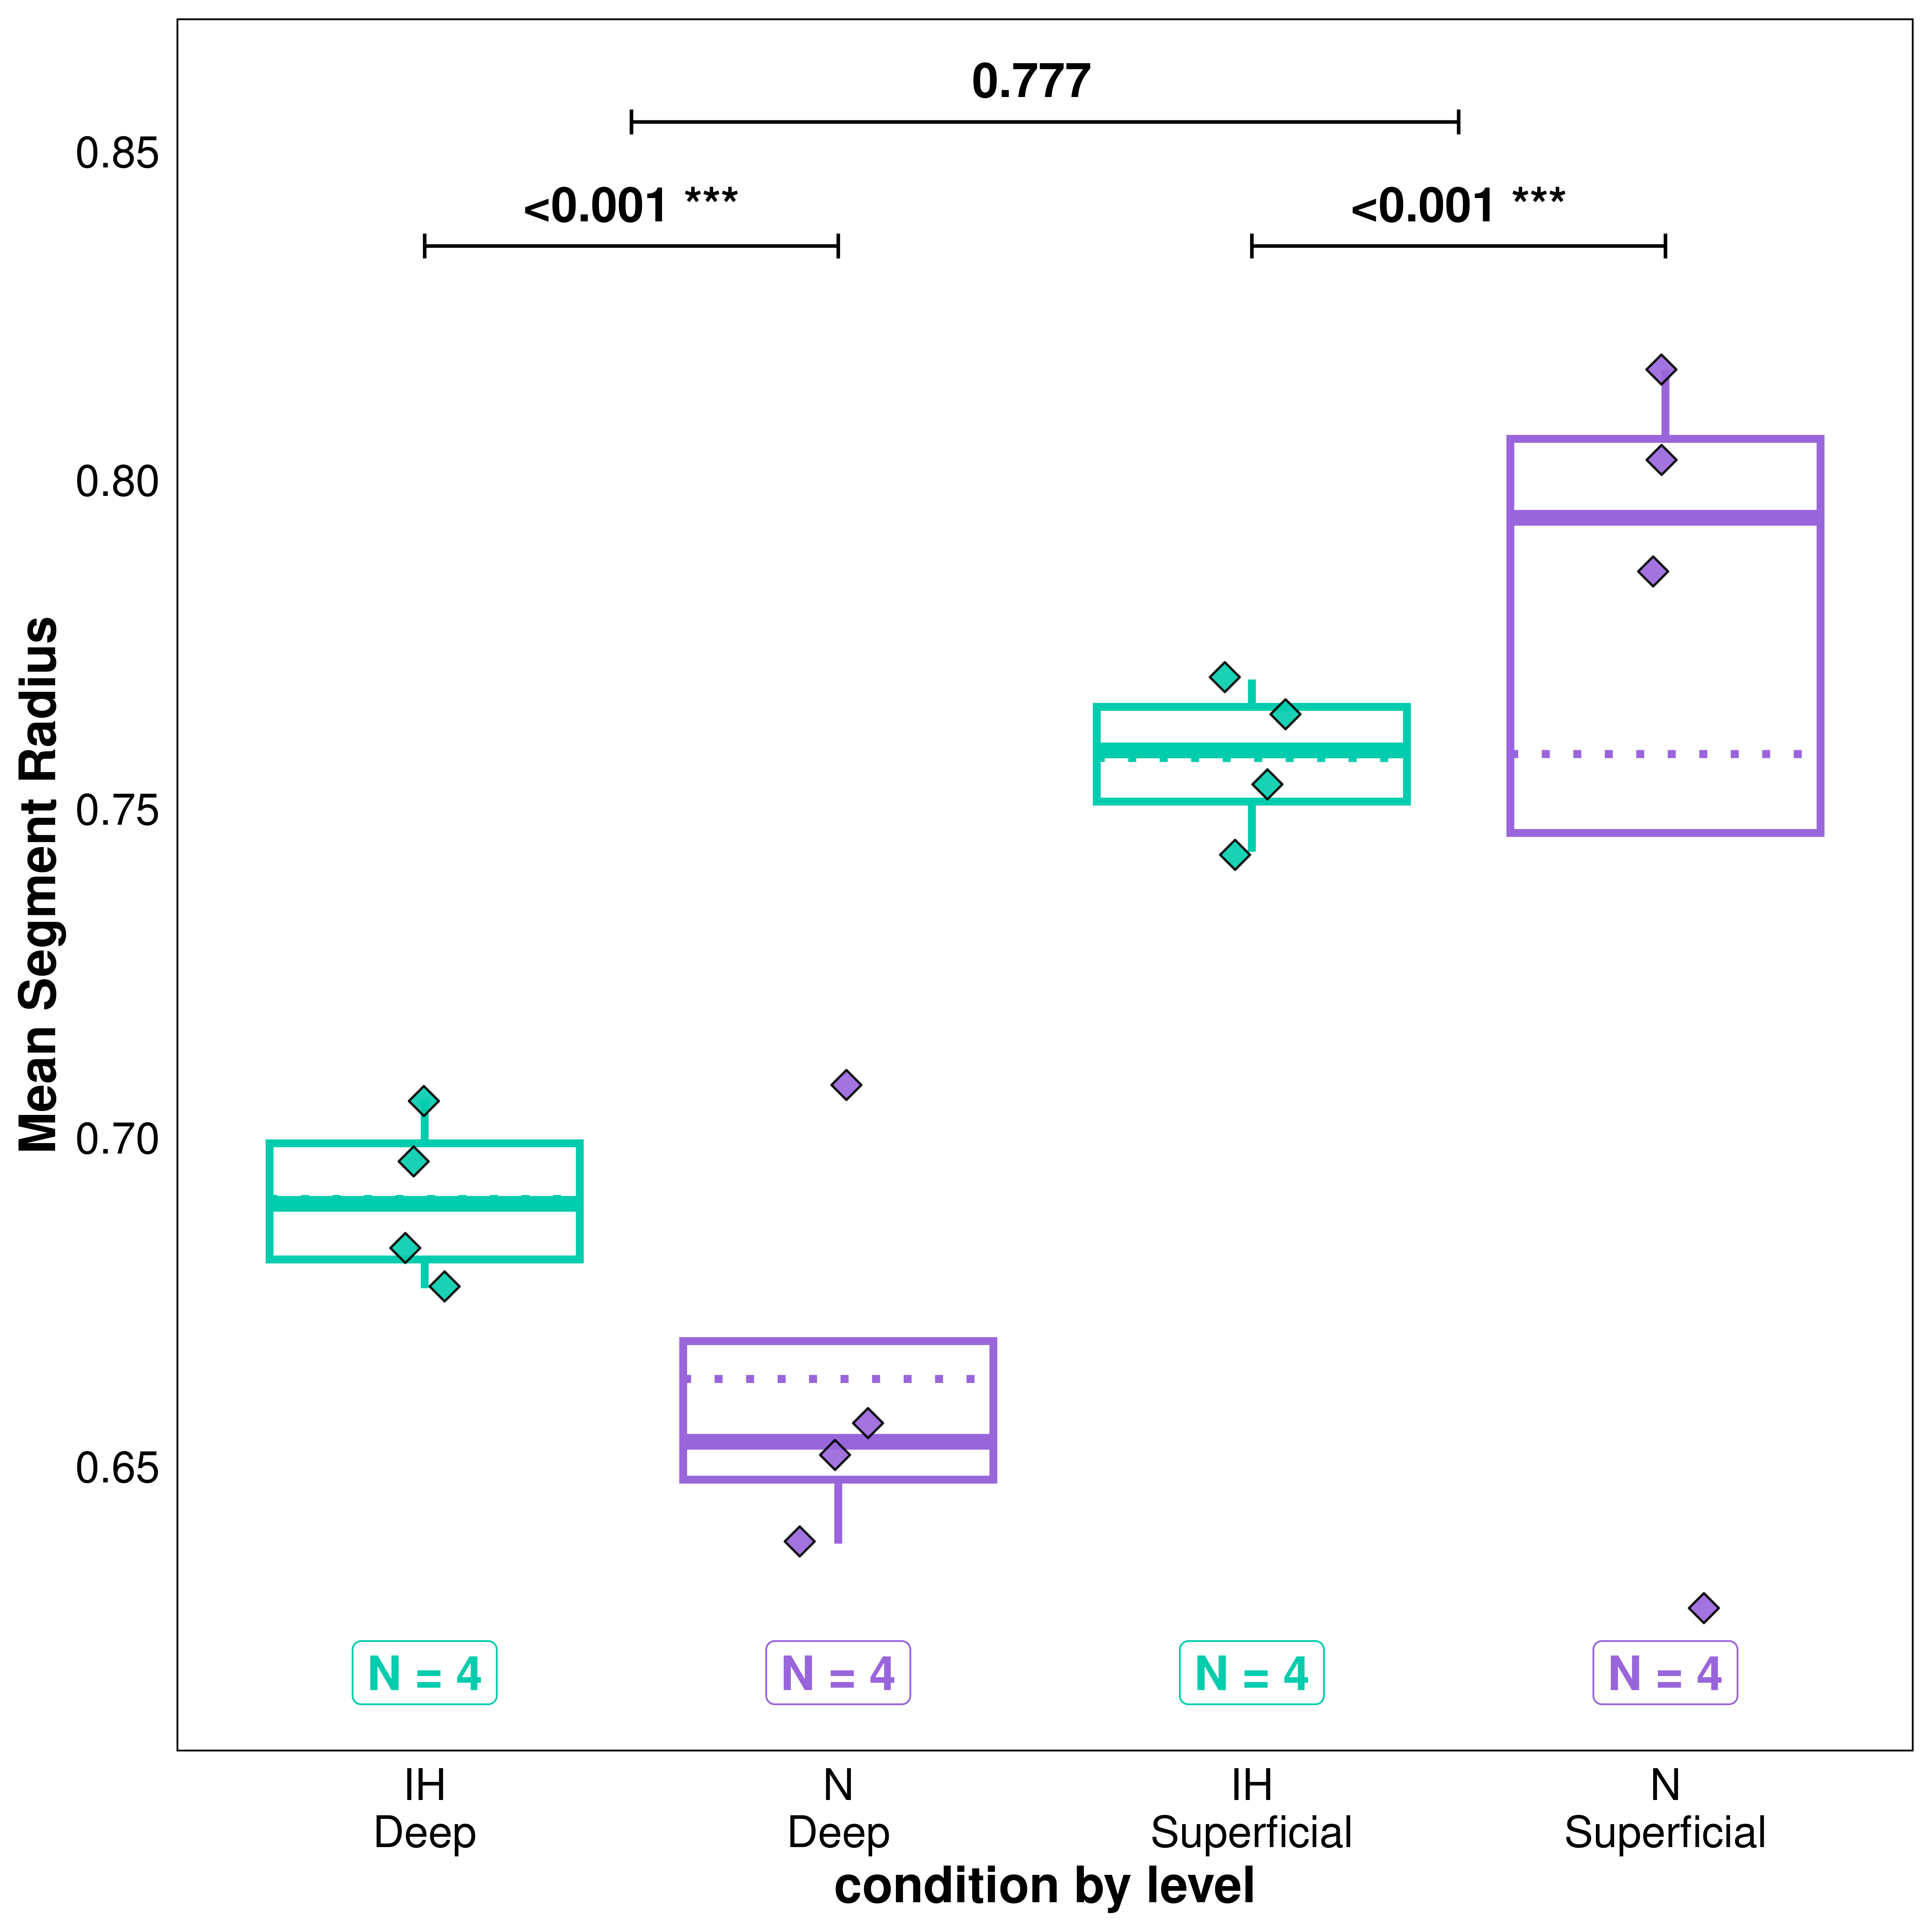 0.777
<0.001 ***
<0.001 ***
Mean Segment Radius
0.85
0.80
0.75
0.70
0.65
N = 4
N = 4
N = 4
N = 4
IH
Deep
N
Deep
IH
Superficial
N
Superficial
condition by level